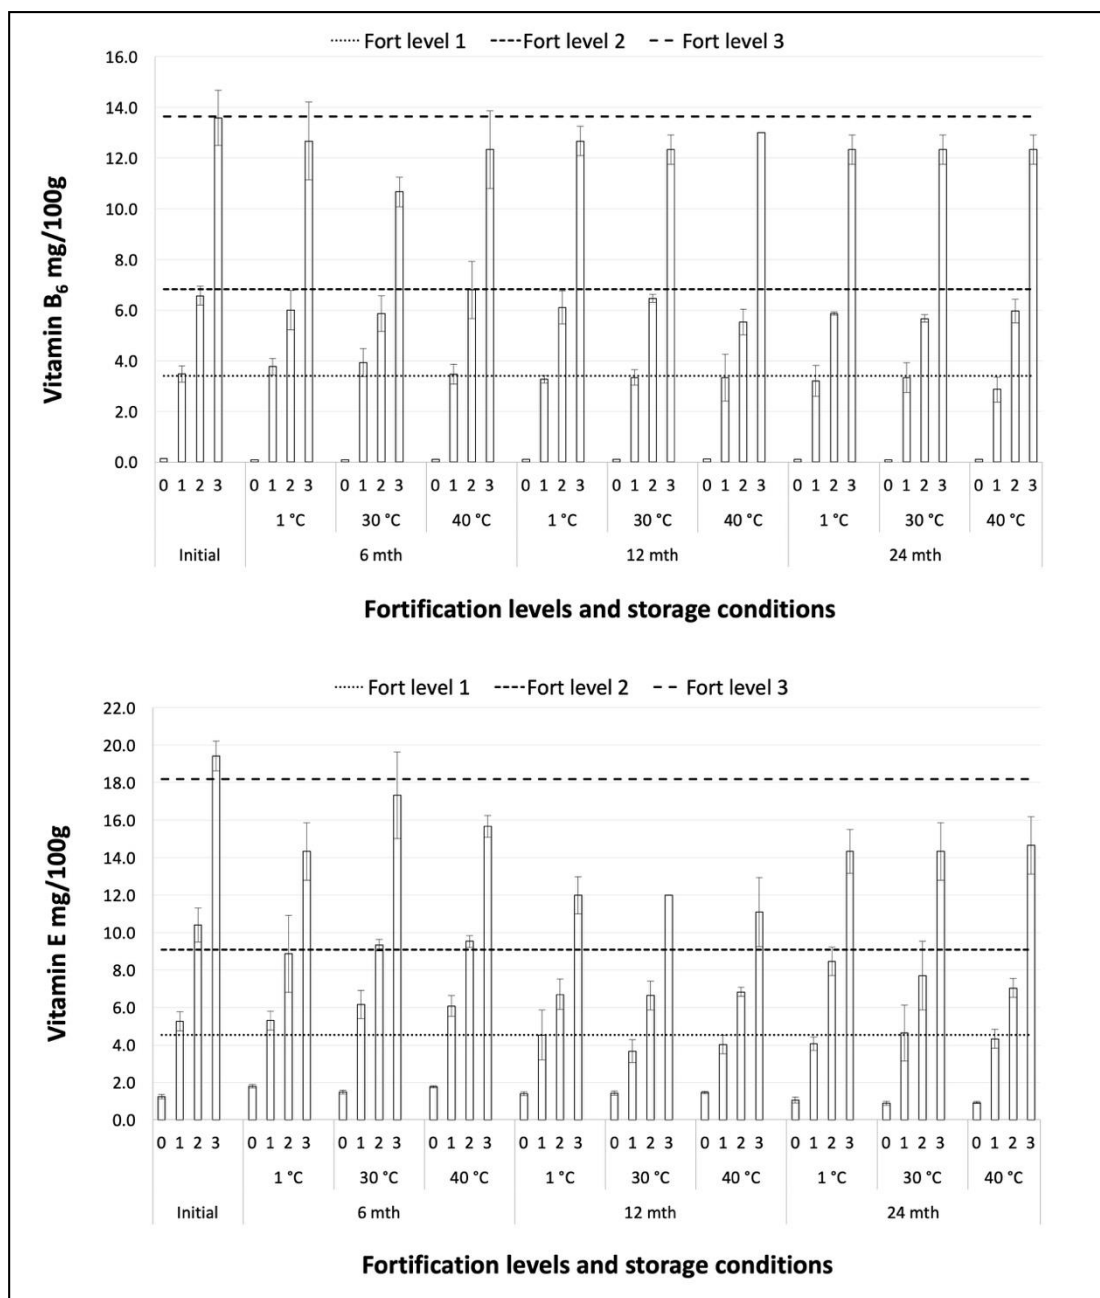 Fort level 1 Fort level 2 Fort level 3
16.0
14.0
12.0
10.0
8.0
6.0
4.0
2.0
0.0
Vitamin B6 mg/100g
0 1 2 3 0 1 2 3 0 1 2 3 0 1 2 3 0 1 2 3 0 1 2 3 0 1 2 3 0 1 2 3 0 1 2 3 0 1 2 3
1 °C 30 °C 40 °C 1 °C 30 °C 40 °C 1 °C 30 °C 40 °C
Initial 6 mth 12 mth 24 mth
Fortification levels and storage conditions
Fort level 1 Fort level 2 Fort level 3
22.0
20.0
18.0
16.0
14.0
12.0
10.0
8.0
6.0
4.0
2.0
0.0
Vitamin E mg/100g
0 1 2 3 0 1 2 3 0 1 2 3 0 1 2 3 0 1 2 3 0 1 2 3 0 1 2 3 0 1 2 3 0 1 2 3 0 1 2 3
1 °C 30 °C 40 °C 1 °C 30 °C 40 °C 1 °C 30 °C 40 °C
Initial 6 mth 12 mth 24 mth
Fortification levels and storage conditions